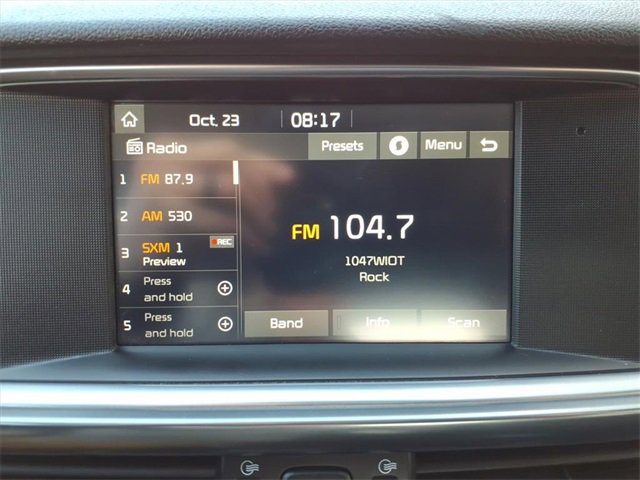 Oct. 23 08:17
Radio Presets Menu
1 FM 87.9
2 AM 530
3 SXM 1 REC
Preview
4 Press
and hold
5 Press
and hold
FM 104.7
1047WIOT
Rock
Band Info Scan